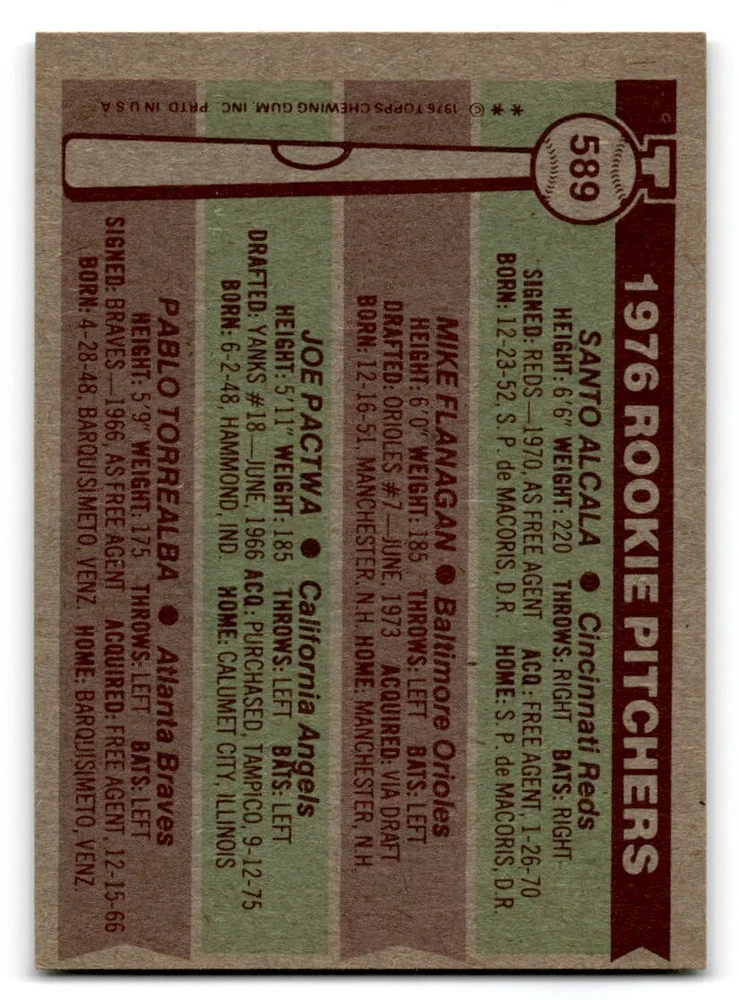 589
1976 ROOKIE PITCHERS
SANTO ALCALA ● Cincinnati Reds
HEIGHT: 6'6" WEIGHT: 220 THROWS: RIGHT BATS: RIGHT
SIGNED: REDS—1970, AS FREE AGENT ACQ: FREE AGENT, 1-26-70
BORN: 12-23-52, S. P. de MACORIS, D.R. HOME: S. P. de MACORIS, D.R.
MIKE FLANAGAN ● Baltimore Orioles
HEIGHT: 6'0" WEIGHT: 185 THROWS: LEFT BATS: LEFT
DRAFTED: ORIOLES #7—JUNE, 1973 ACQUIRED: VIA DRAFT
BORN: 12-16-51, MANCHESTER, N.H. HOME: MANCHESTER, N.H.
JOE PACTWA ● California Angels
HEIGHT: 5'11" WEIGHT: 185 THROWS: LEFT BATS: LEFT
DRAFTED: YANKS #18—JUNE, 1966 ACQ: PURCHASED, TAMPICO, 9-12-75
BORN: 6-2-48, HAMMOND, IND. HOME: CALUMET CITY, ILLINOIS
PABLO TORREALBA ● Atlanta Braves
HEIGHT: 5'9" WEIGHT: 175 THROWS: LEFT BATS: LEFT
SIGNED: BRAVES—1966, AS FREE AGENT ACQUIRED: FREE AGENT, 12-15-66
BORN: 4-28-48, BARQUISIMETO, VENZ. HOME: BARQUISIMETO, VENZ.
** © 1976 TOPPS CHEWING GUM, INC. PRTD. IN U.S.A.